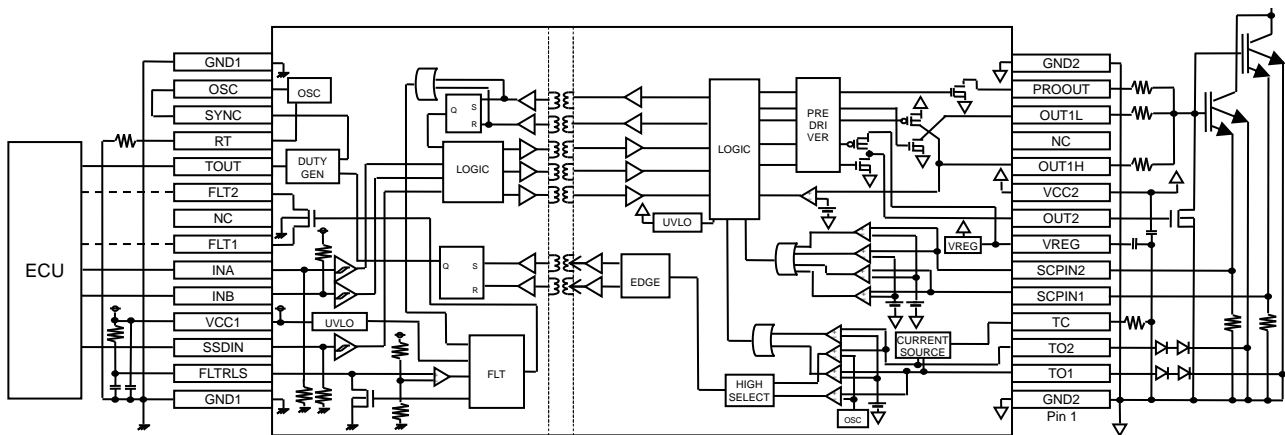 ECU
GND1
OSC
SYNC
RT
TOUT
FLT2
NC
FLT1
INA
INB
VCC1
SSDIN
FLTRLS
GND1
OSC
DUTY
GEN
UVLO
Q
S
R
LOGIC
Q
S
R
FLT
LOGIC
PRE
DRI
VER
UVLO
EDGE
HIGH
SELECT
VREG
CURRENT
SOURCE
OSC
GND2
PROOUT
OUT1L
NC
OUT1H
VCC2
OUT2
VREG
SCPIN2
SCPIN1
TC
TO2
TO1
GND2
Pin 1